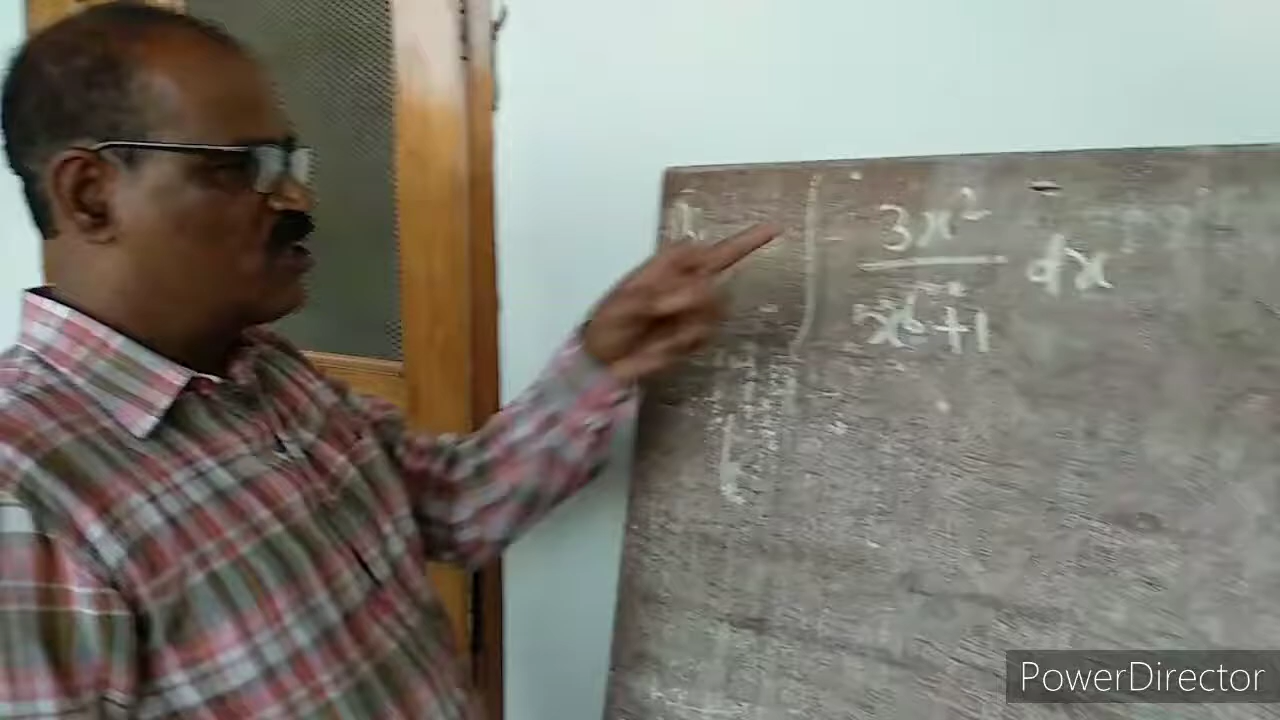 ∫ 3x² / x⁶+1 dx
PowerDirector